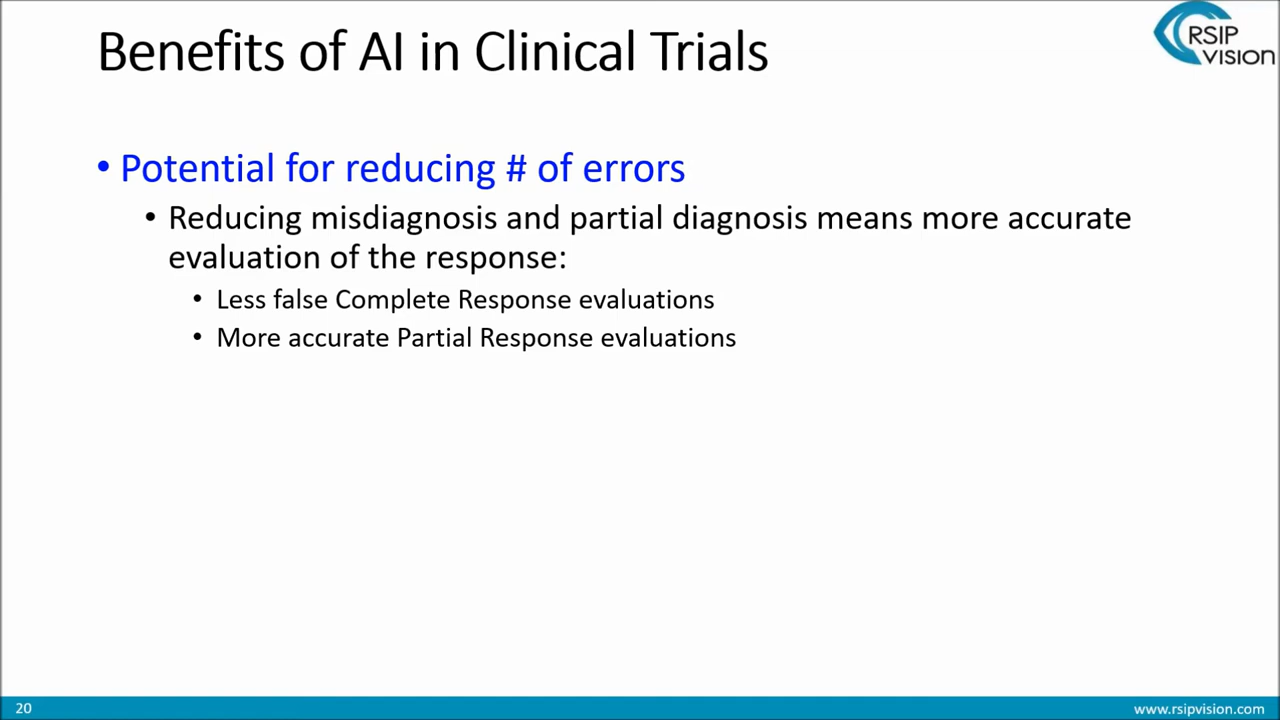 Benefits of AI in Clinical Trials
RSIP
vision
• Potential for reducing # of errors
• Reducing misdiagnosis and partial diagnosis means more accurate
evaluation of the response:
• Less false Complete Response evaluations
• More accurate Partial Response evaluations
20
www.rsipvision.com